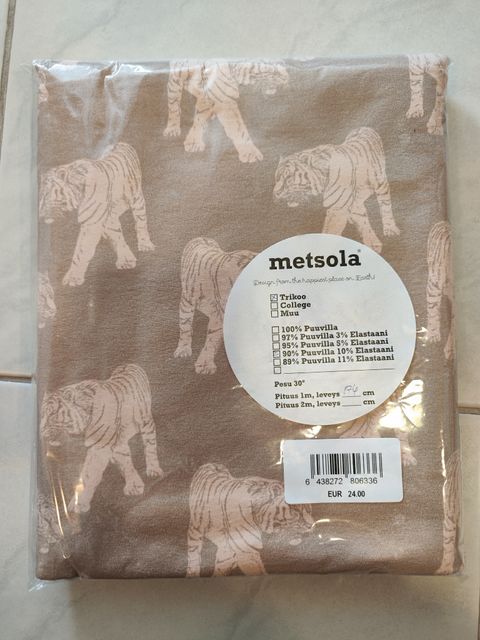 metsola®
Design from the happiest place on Earth!
☒ Trikoo
☐ College
☐ Muu
☐ 100% Puuvilla
☐ 97% Puuvilla 3% Elastaani
☐ 95% Puuvilla 5% Elastaani
☒ 90% Puuvilla 10% Elastaani
☐ 89% Puuvilla 11% Elastaani
☐ ______
Pesu 30°
Pituus 1m, leveys cm
Pituus 2m, leveys ____ cm
6 438272 806336
EUR 24.00